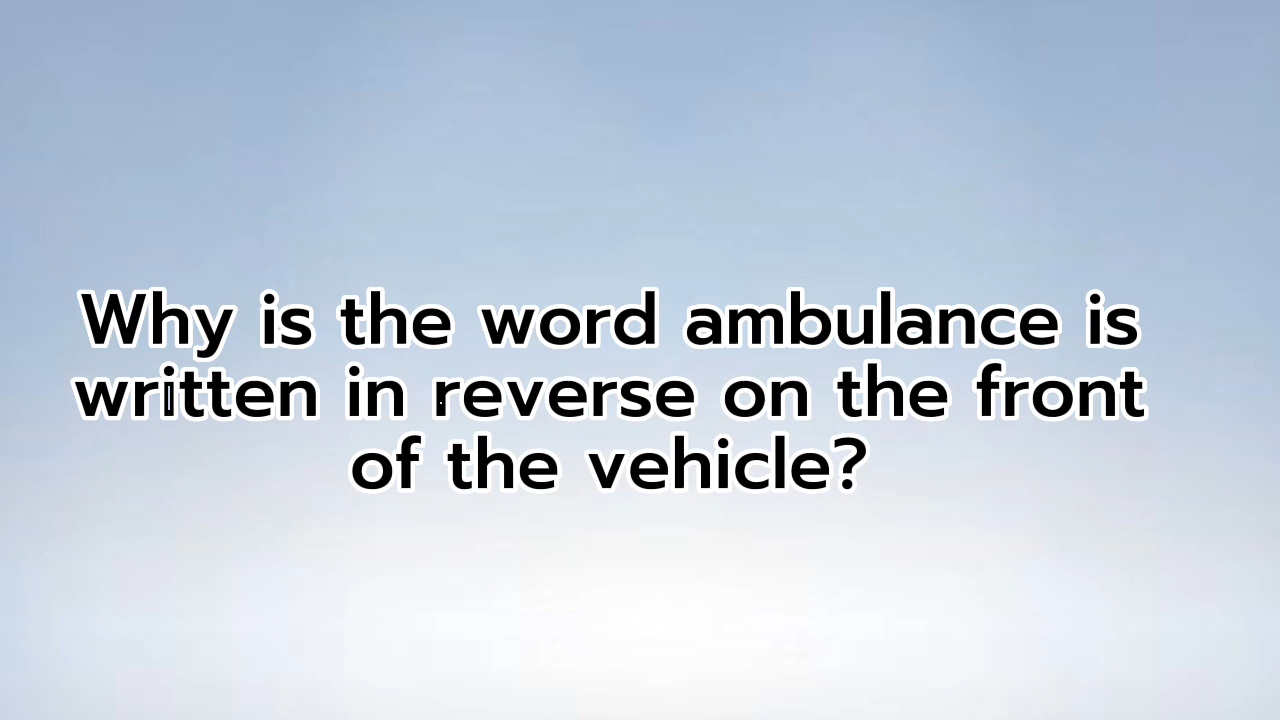 Why is the word ambulance is
written in reverse on the front
of the vehicle?